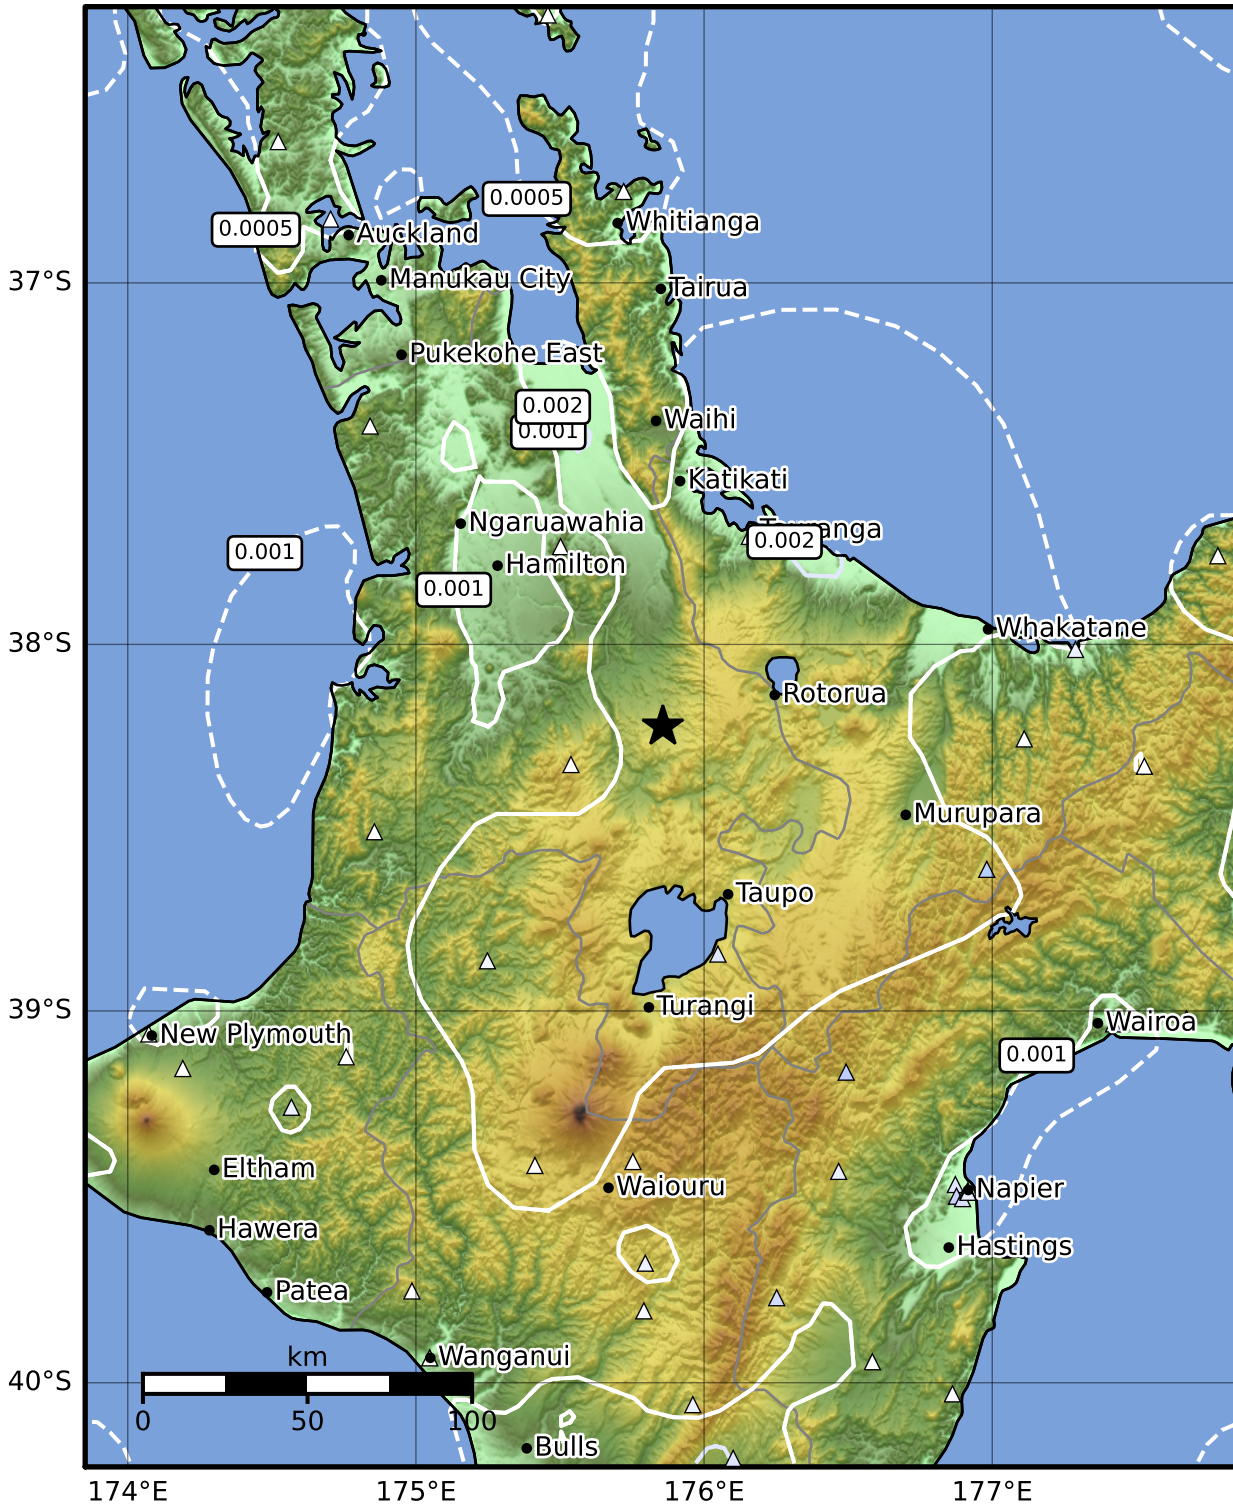 0.0005
0.0005
Whitianga
Auckland
37°S
Manukau City
Tairua
Pukekohe East
0.002
0.001
Waihi
Katikati
Ngaruawahia
Tauranga
0.002
0.001
Hamilton
0.001
Whakatane
38°S
Rotorua
Murupara
Taupo
39°S
Turangi
Wairoa
New Plymouth
0.001
Eltham
Waiouru
Napier
Hawera
Hastings
Patea
km
Wanganui
40°S
0 50 100
Bulls
174°E 175°E 176°E 177°E